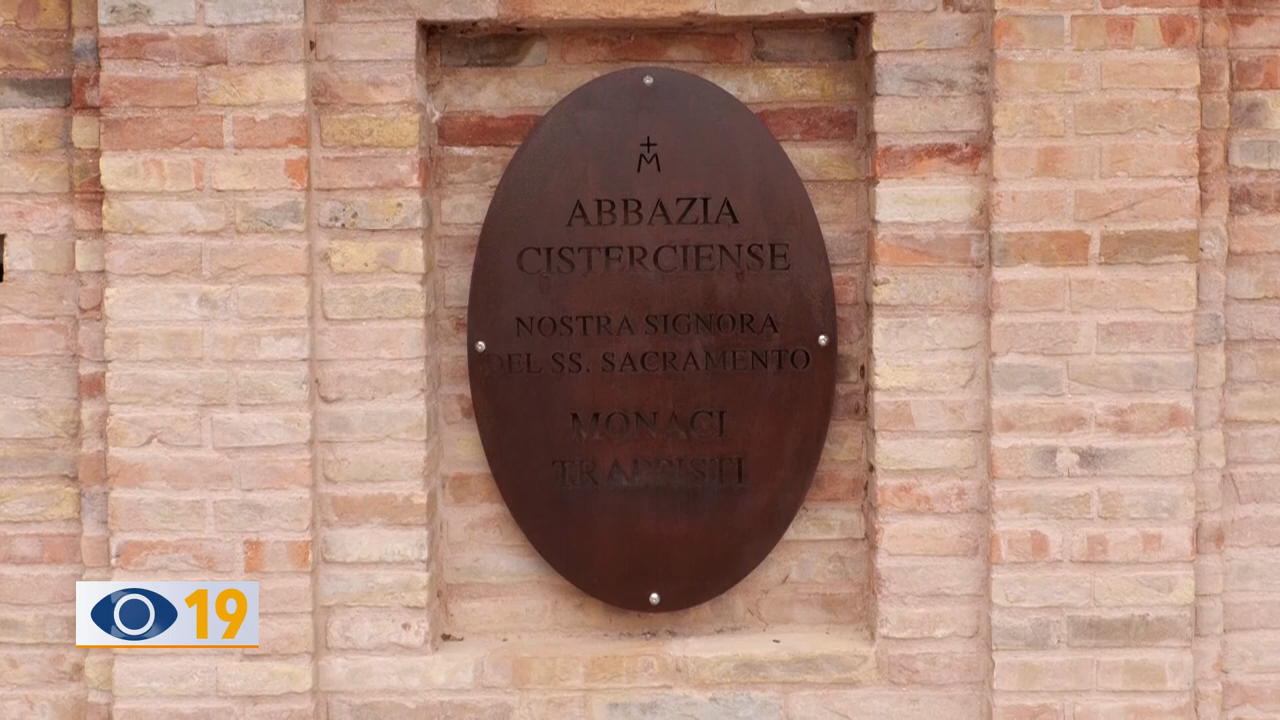 M
ABBAZIA
CISTERCIENSE
NOSTRA SIGNORA
DEL SS. SACRAMENTO
MONACI
TRAPPISTI
19